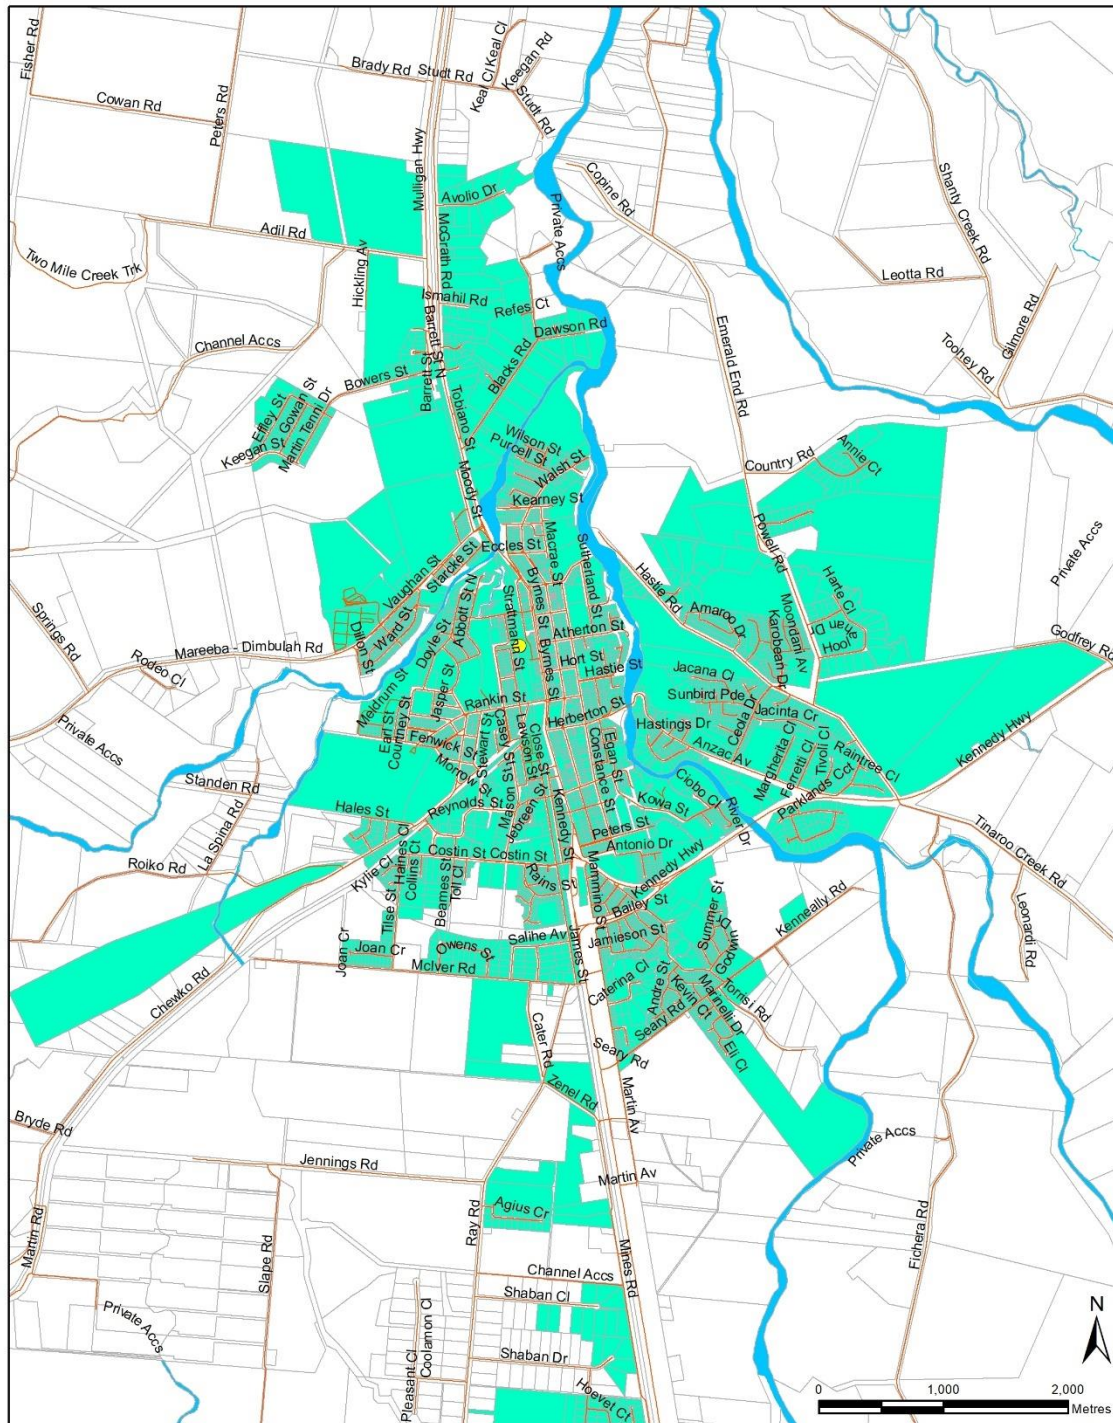 Fisher Rd
Brady Rd
Studt Rd
Keal Cl
Keal Cl
Keegan Rd
Studt Rd
Cowan Rd
Peters Rd
Mulligan Hwy
Copine Rd
Shanty Creek Rd
Avolio Dr
Private Accs
McGrath Rd
Adil Rd
Two Mile Creek Trk
Hickling Av
Leotta Rd
Gilmore Rd
Ismahil Rd
Refes Ct
Dawson Rd
Emerald End Rd
Toohey Rd
Channel Accs
Barrett St N
Barrett St
Blacks Rd
Bowers St
Tobiano St
Effley St
Gowan St
Martin Tenni Dr
Keegan St
Wilson St
Purcell St
Walsh St
Annie Ct
Country Rd
Moody St
Kearney St
Powell Rd
Private Accs
Eccles St
Macrae St
Sutherland St
Hastie Rd
Vaughan St
Starcke St
Byrnes St
Harte Cl
Springs Rd
Ward St
Abbott St N
Strattmann St
Amaroo Dr
Moondani Av
Karobean Dr
Hool
Dillon St
Doyle St
Byrnes St
Atherton St
Godfrey Rd
Mareeba - Dimbulah Rd
Rodeo Cl
Hort St
Hastie St
Jacana Cl
Meldrum St
Jasper St
Rankin St
Sunbird Pde
Ceola Dr
Jacinta Cr
Private Accs
Earl St
Courtney St
Fenwick St
Stewart St
Casey St
Lawson St
Close St
Herberton St
Hastings Dr
Anzac Av
Egan St
Constance St
Margherita Cl
Ferretti Cl
Tivoli Cl
Raintree Cl
Kennedy Hwy
Standen Rd
La Spina Rd
Morrow St
Reynolds St
Ciobo Cl
Kowa St
River Dr
Parklands Cct
Hales St
Jebreen St
Kennedy St
Peters St
Antonio Dr
Tinaroo Creek Rd
Roiko Rd
Kylie Cl
Haines Cl
Collins Ct
Costin St
Costin St
Kennedy Hwy
Rains St
Mammino St
Tilse St
Beames St
Toll Cl
Bailey St
Summer St
Kenneally Rd
Leonardi Rd
Joan Cr
Joan Cr
Owens St
Salihe Av
James St
Jamieson St
Godwin Dr
McIver Rd
Chewko Rd
Caterina Cl
Andre St
Kevin Ct
Marinelli Dr
Torrisi Rd
Seary Rd
Seary Rd
Eli Cl
Cater Rd
Zenel Rd
Martin Av
Bryde Rd
Jennings Rd
Martin Av
Private Accs
Agius Cr
Ray Rd
Martin Rd
Slape Rd
Fichera Rd
Channel Accs
Mines Rd
Shaban Cl
Private Accs
Pleasant Cl
Coolamon Cl
Shaban Dr
Hoevet Ct
N
0 1,000 2,000
Metres